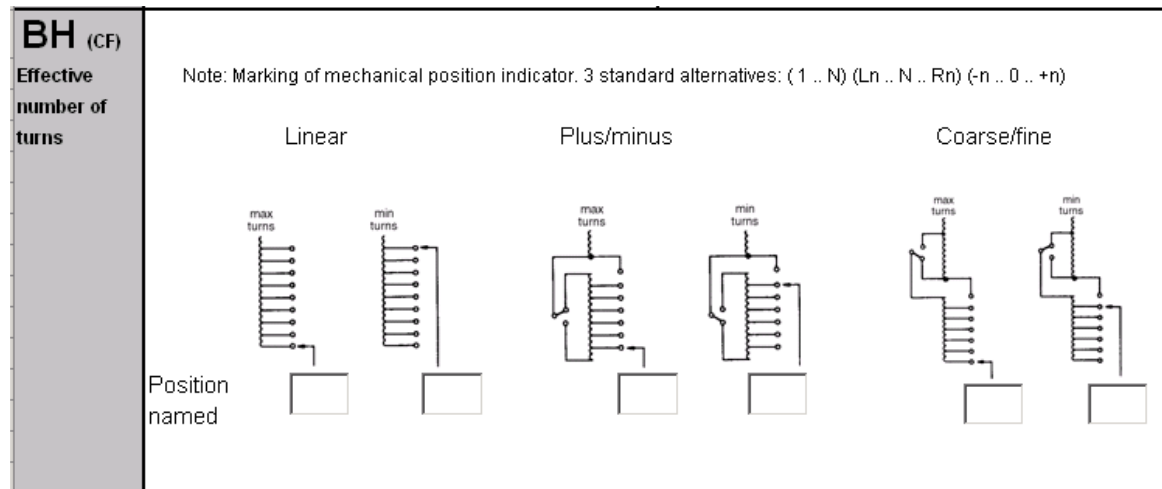 BH (CF)
Effective
number of
turns
Note: Marking of mechanical position indicator. 3 standard alternatives: ( 1 .. N) (Ln .. N .. Rn) (-n .. 0 .. +n)
Linear
Plus/minus
Coarse/fine
max
turns
min
turns
max
turns
min
turns
max
turns
min
turns
Position
named